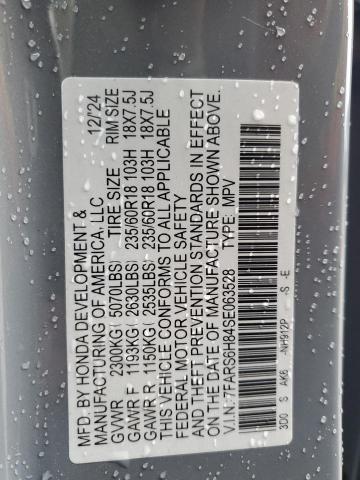 MFD. BY HONDA DEVELOPMENT &
MANUFACTURING OF AMERICA, LLC 12/'24
GVWR 2300KG( 5070LBS) TIRE SIZE RIM SIZE
GAWR F 1193KG( 2630LBS) 235/60R18 103H 18X7.5J
GAWR R 1150KG( 2535LBS) 235/60R18 103H 18X7.5J
THIS VEHICLE CONFORMS TO ALL APPLICABLE
FEDERAL MOTOR VEHICLE SAFETY
AND THEFT PREVENTION STANDARDS IN EFFECT
ON THE DATE OF MANUFACTURE SHOWN ABOVE.
V.I.N: 7FARS6H84SE063528 TYPE: MPV
3D0 S AK6 -NH912P -S -E